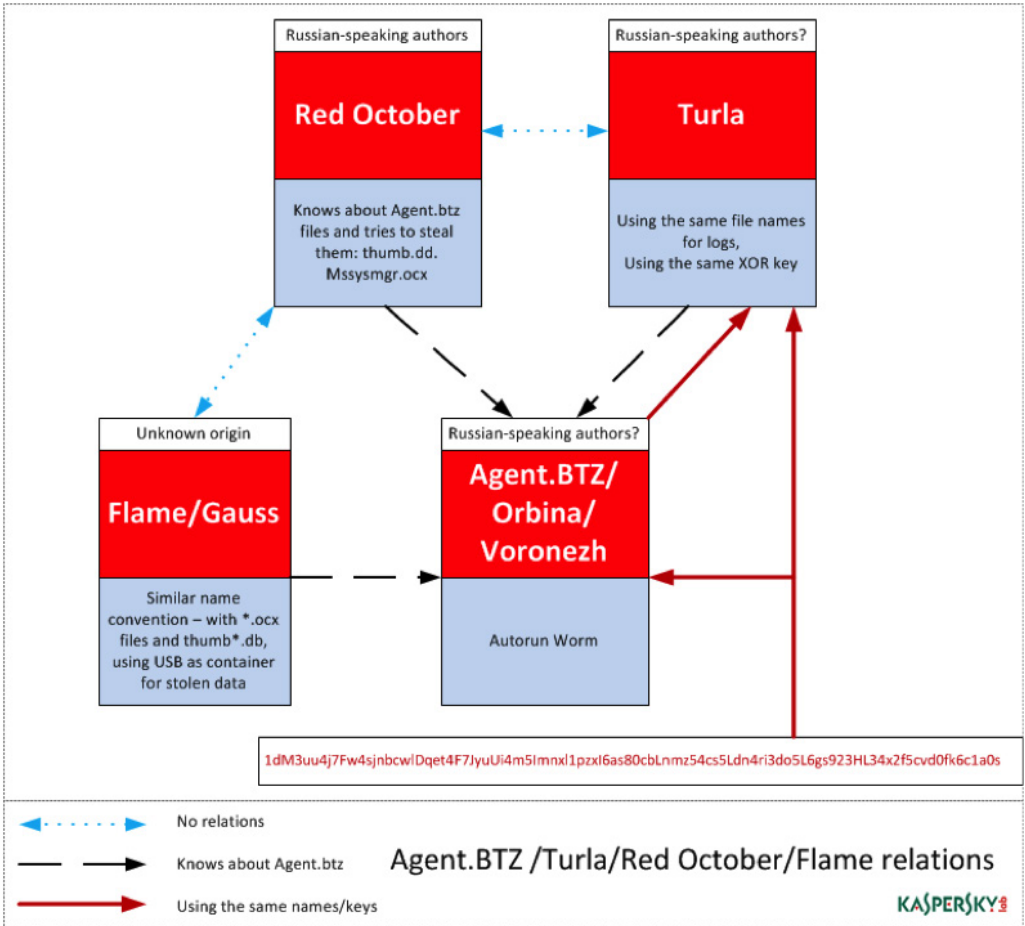 Russian-speaking authors
Red October
Knows about Agent.btz
files and tries to steal
them: thumb.dd.
Mssysmgr.ocx
Russian-speaking authors?
Turla
Using the same file names
for logs,
Using the same XOR key
Unknown origin
Flame/Gauss
Similar name
convention – with *.ocx
files and thumb*.db,
using USB as container
for stolen data
Russian-speaking authors?
Agent.BTZ/
Orbina/
Voronezh
Autorun Worm
1dM3uu4j7Fw4sjnbcwlDqet4F7JyuUi4m5Imnxl1pzxI6as80cbLnmz54cs5Ldn4ri3do5L6gs923HL34x2f5cvd0fk6c1a0s
No relations
Knows about Agent.btz
Using the same names/keys
Agent.BTZ /Turla/Red October/Flame relations
KASPERSKY lab